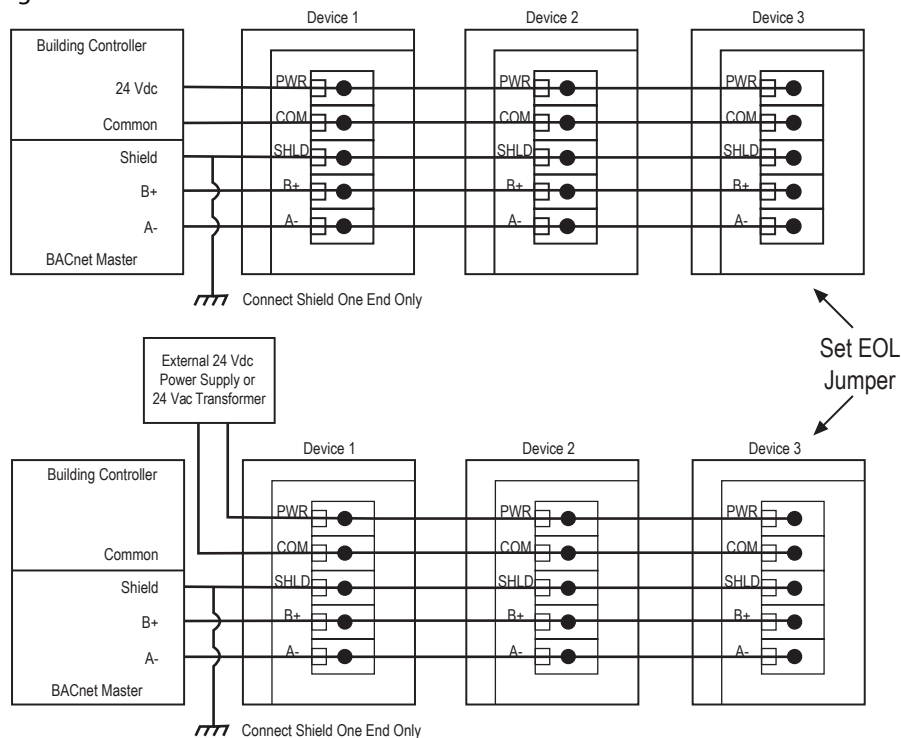 Device 1
Device 2
Device 3
Building Controller
24 Vdc
Common
Shield
B+
A-
BACnet Master
PWR
COM
SHLD
B+
A-
PWR
COM
SHLD
B+
A-
PWR
COM
SHLD
B+
A-
Connect Shield One End Only
Set EOL
Jumper
External 24 Vdc
Power Supply or
24 Vac Transformer
Device 1
Device 2
Device 3
Building Controller
Common
Shield
B+
A-
BACnet Master
PWR
COM
SHLD
B+
A-
PWR
COM
SHLD
B+
A-
PWR
COM
SHLD
B+
A-
Connect Shield One End Only